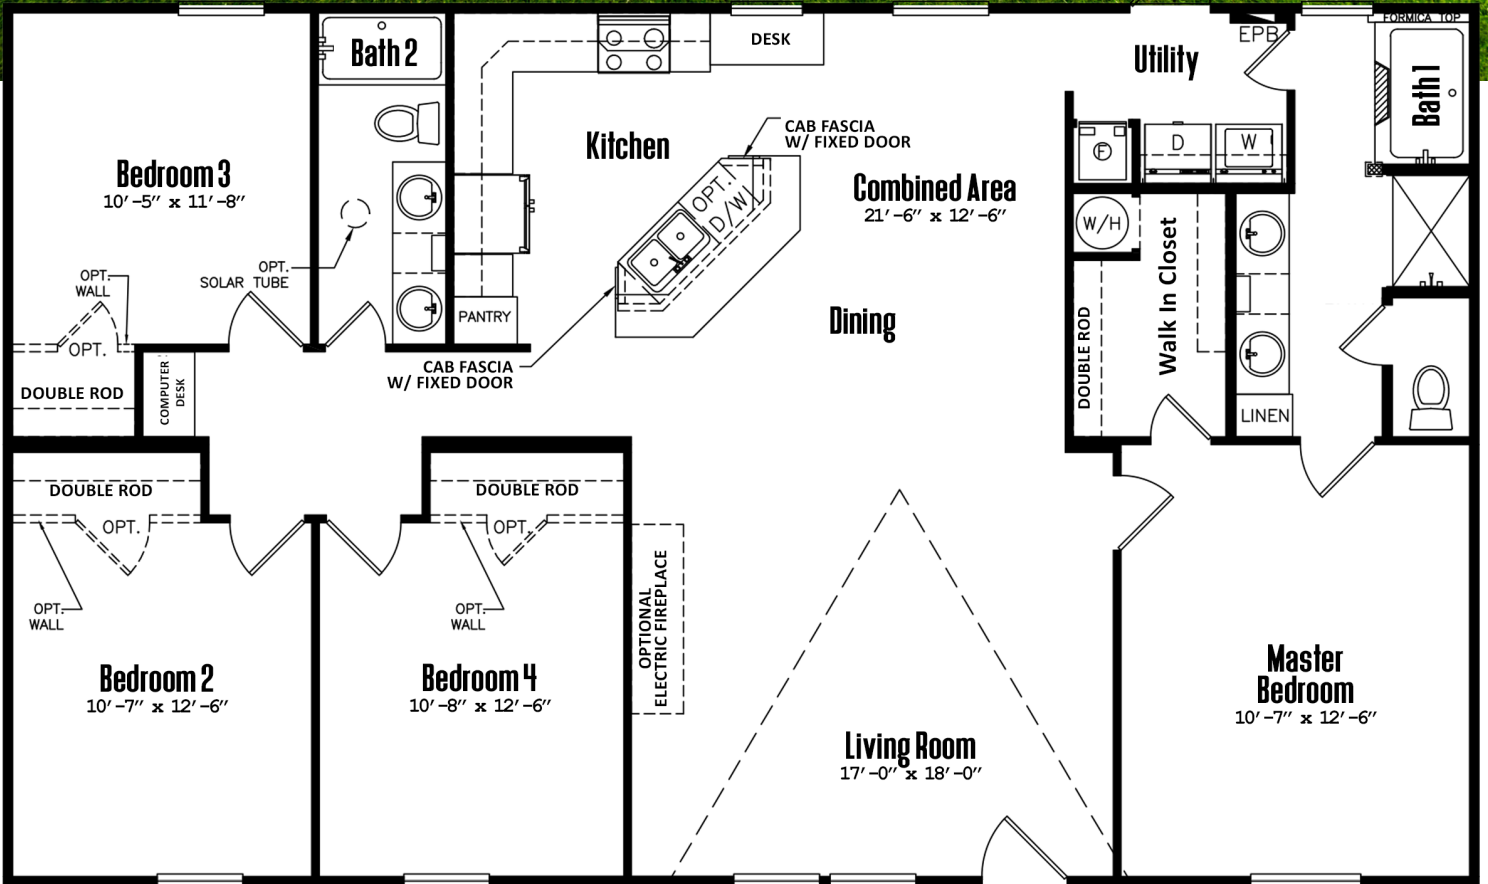 FORMICA TOP
EPB
DESK
Bath 2
Utility
Bath 1
CAB FASCIA
W/ FIXED DOOR
Kitchen
F
D
W
Bedroom 3
10'-5" x 11'-8"
OPT.
D/W
Combined Area
21'-6" x 12'-6"
W/H
Walk In Closet
OPT.
SOLAR TUBE
OPT.
WALL
PANTRY
Dining
OPT.
DOUBLE ROD
CAB FASCIA
W/ FIXED DOOR
COMPUTER
DESK
DOUBLE ROD
LINEN
DOUBLE ROD
OPT.
DOUBLE ROD
OPT.
OPT.
WALL
OPT.
WALL
OPTIONAL
ELECTRIC FIREPLACE
Bedroom 2
10'-7" x 12'-6"
Bedroom 4
10'-8" x 12'-6"
Living Room
17'-0" x 18'-0"
Master
Bedroom
10'-7" x 12'-6"